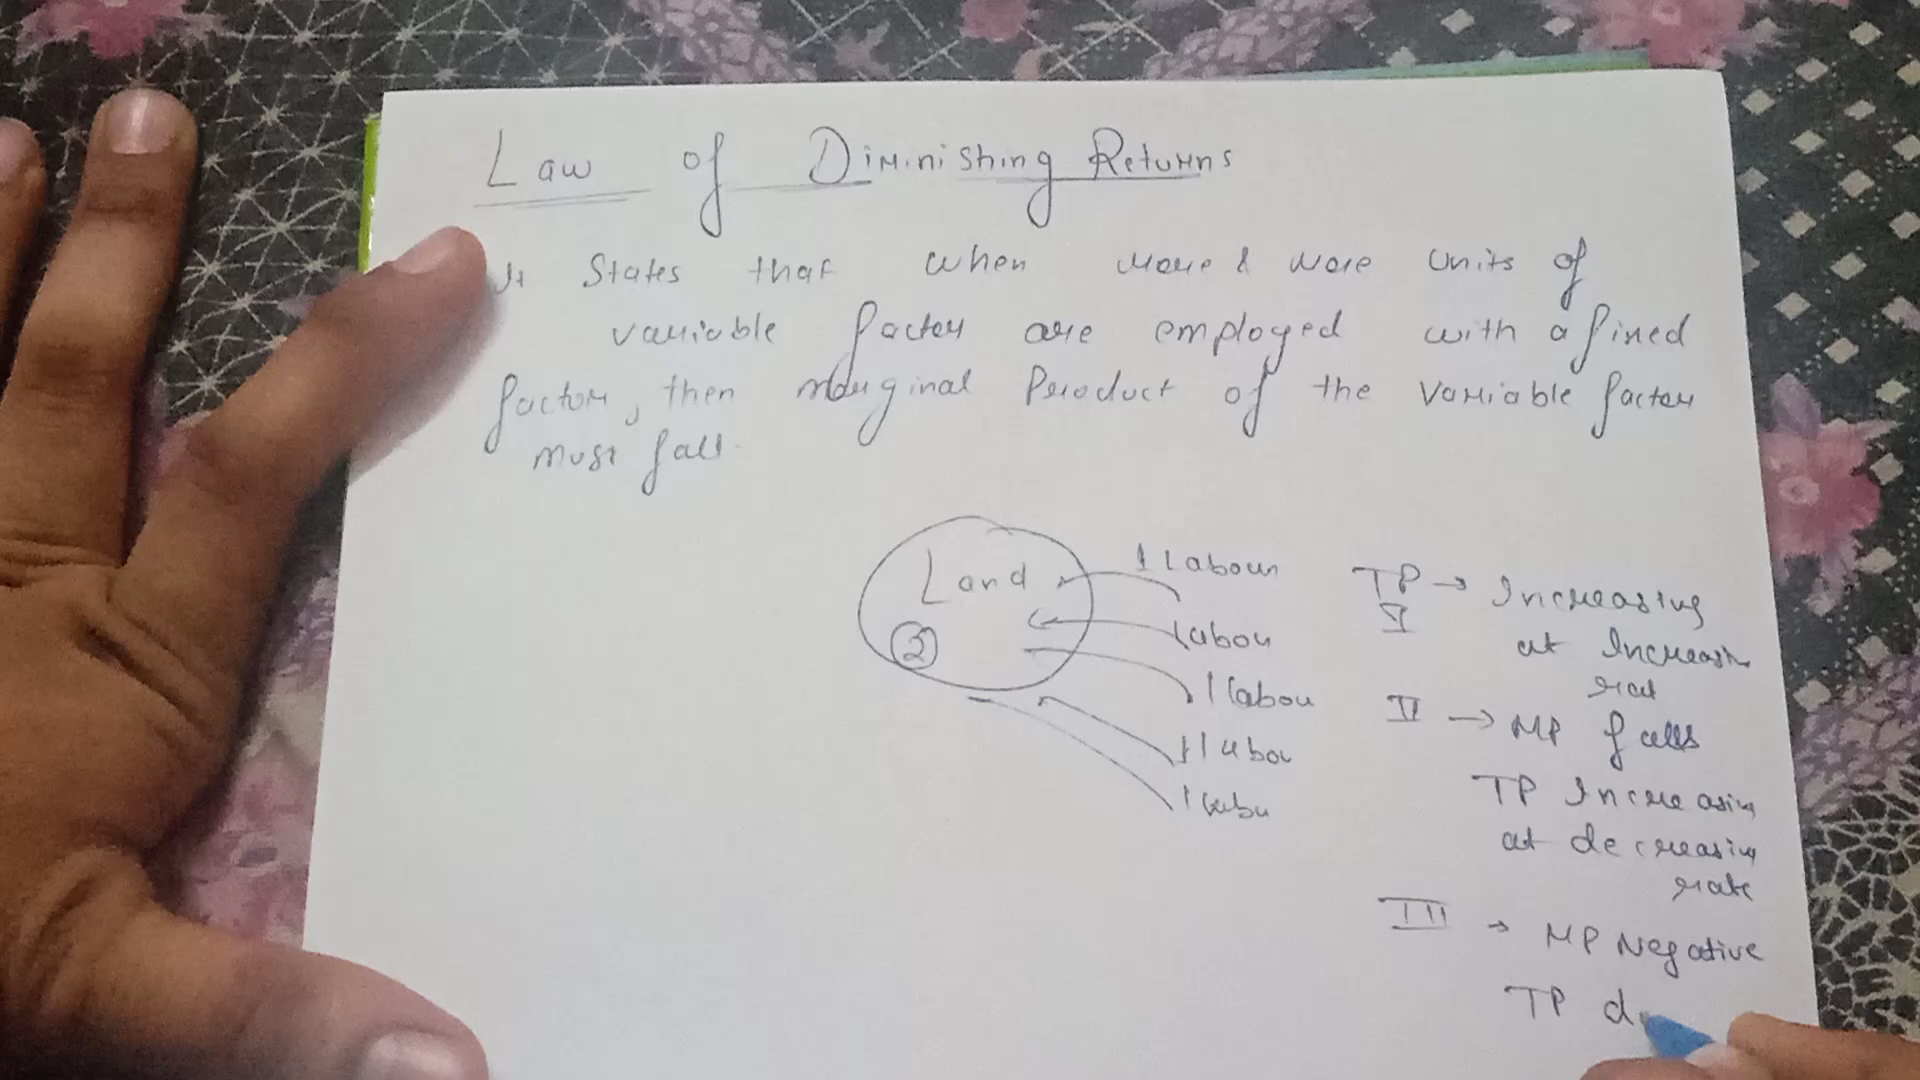 Law of Diminishing Returns
It States that when more & more units of
variable factor are employed with a fixed
factor, then marginal Product of the Variable factor
must fall.
Land
2
1 Labour
labou
1 labou
1 labou
1 labu
TP → Increasing
I
at Increasin
rat
II → MP falls
TP Increasing
at decreasing
rate
III → MP Negative
TP d